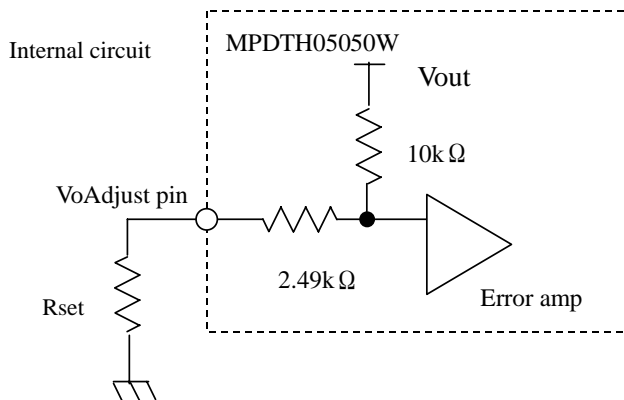 Internal circuit
MPDTH05050W
Vout
10kΩ
VoAdjust pin
2.49kΩ
Rset
Error amp